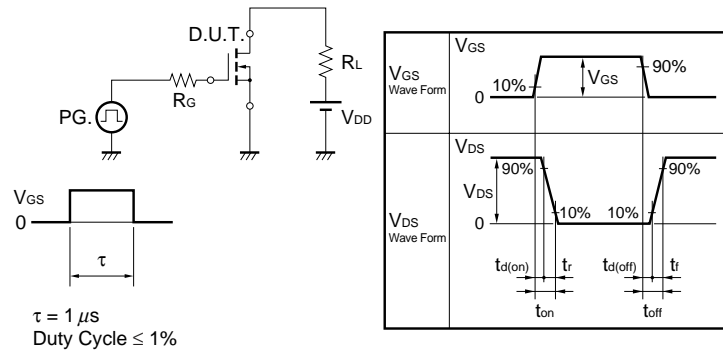 D.U.T.
RL
RG
PG.
VDD
VGS
0
τ
τ = 1 μs
Duty Cycle ≤ 1%
VGS
Wave Form
VGS
10%
0
VGS
90%
VDS
Wave Form
VDS
90%
VDS
0
10%
10%
90%
td(on)
tr
td(off)
tf
ton
toff